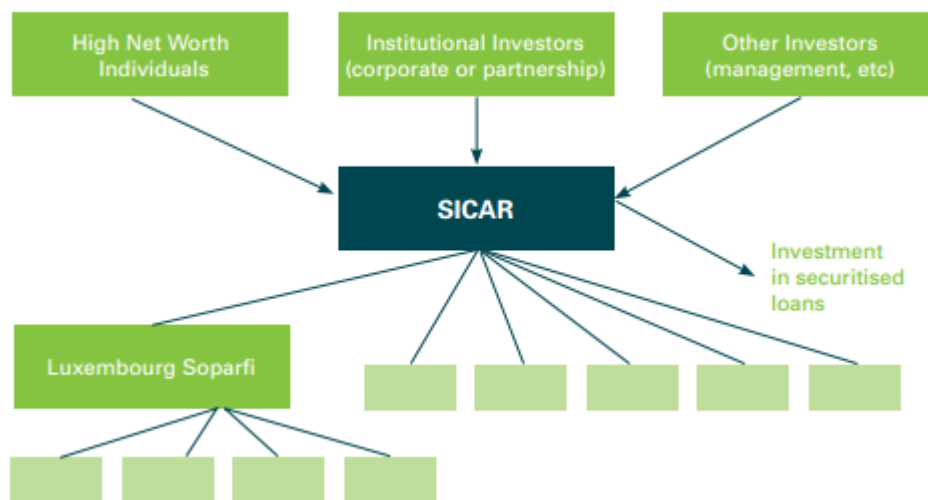 High Net Worth
Individuals
Institutional Investors
(corporate or partnership)
Other Investors
(management, etc)
SICAR
Investment
in securitised
loans
Luxembourg Soparfi